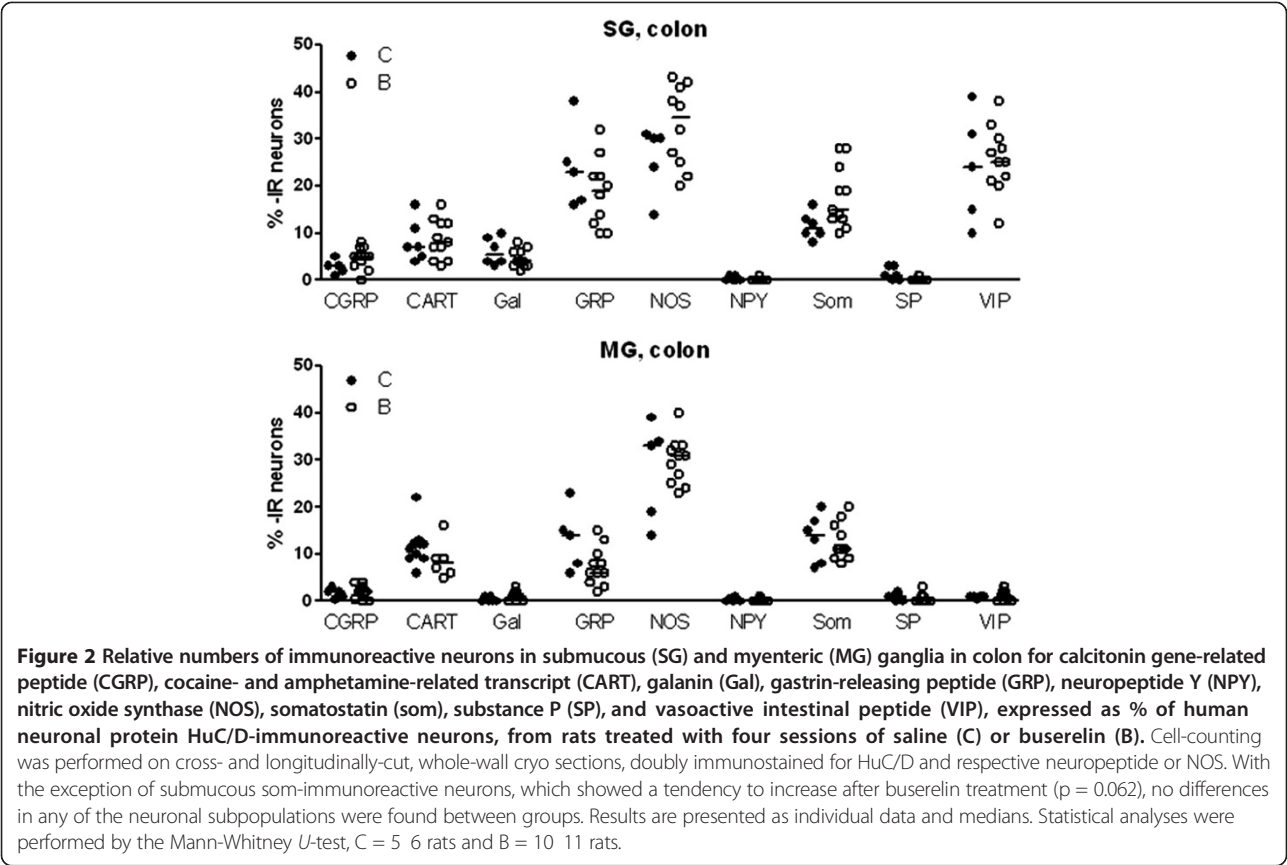 SG, colon
50
40
30
20
10
0
% -IR neurons
C
B
CGRP CART Gal GRP NOS NPY Som SP VIP
MG, colon
50
40
30
20
10
0
% -IR neurons
C
B
CGRP CART Gal GRP NOS NPY Som SP VIP
Figure 2 Relative numbers of immunoreactive neurons in submucous (SG) and myenteric (MG) ganglia in colon for calcitonin gene-related
peptide (CGRP), cocaine- and amphetamine-related transcript (CART), galanin (Gal), gastrin-releasing peptide (GRP), neuropeptide Y (NPY),
nitric oxide synthase (NOS), somatostatin (som), substance P (SP), and vasoactive intestinal peptide (VIP), expressed as % of human
neuronal protein HuC/D-immunoreactive neurons, from rats treated with four sessions of saline (C) or buserelin (B). Cell-counting
was performed on cross- and longitudinally-cut, whole-wall cryo sections, doubly immunostained for HuC/D and respective neuropeptide or NOS. With
the exception of submucous som-immunoreactive neurons, which showed a tendency to increase after buserelin treatment (p = 0.062), no differences
in any of the neuronal subpopulations were found between groups. Results are presented as individual data and medians. Statistical analyses were
performed by the Mann-Whitney U-test, C = 5 6 rats and B = 10 11 rats.